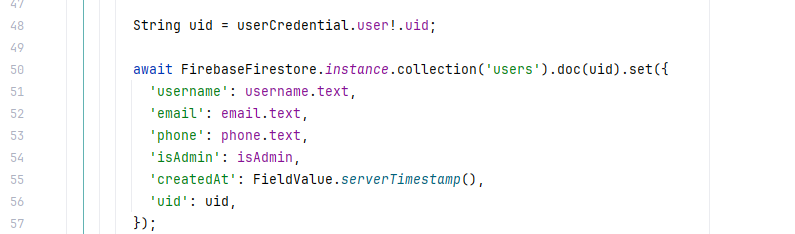 47
48 String uid = userCredential.user!.uid;
49
50 await FirebaseFirestore.instance.collection('users').doc(uid).set({
51 'username': username.text,
52 'email': email.text,
53 'phone': phone.text,
54 'isAdmin': isAdmin,
55 'createdAt': FieldValue.serverTimestamp(),
56 'uid': uid,
57 });